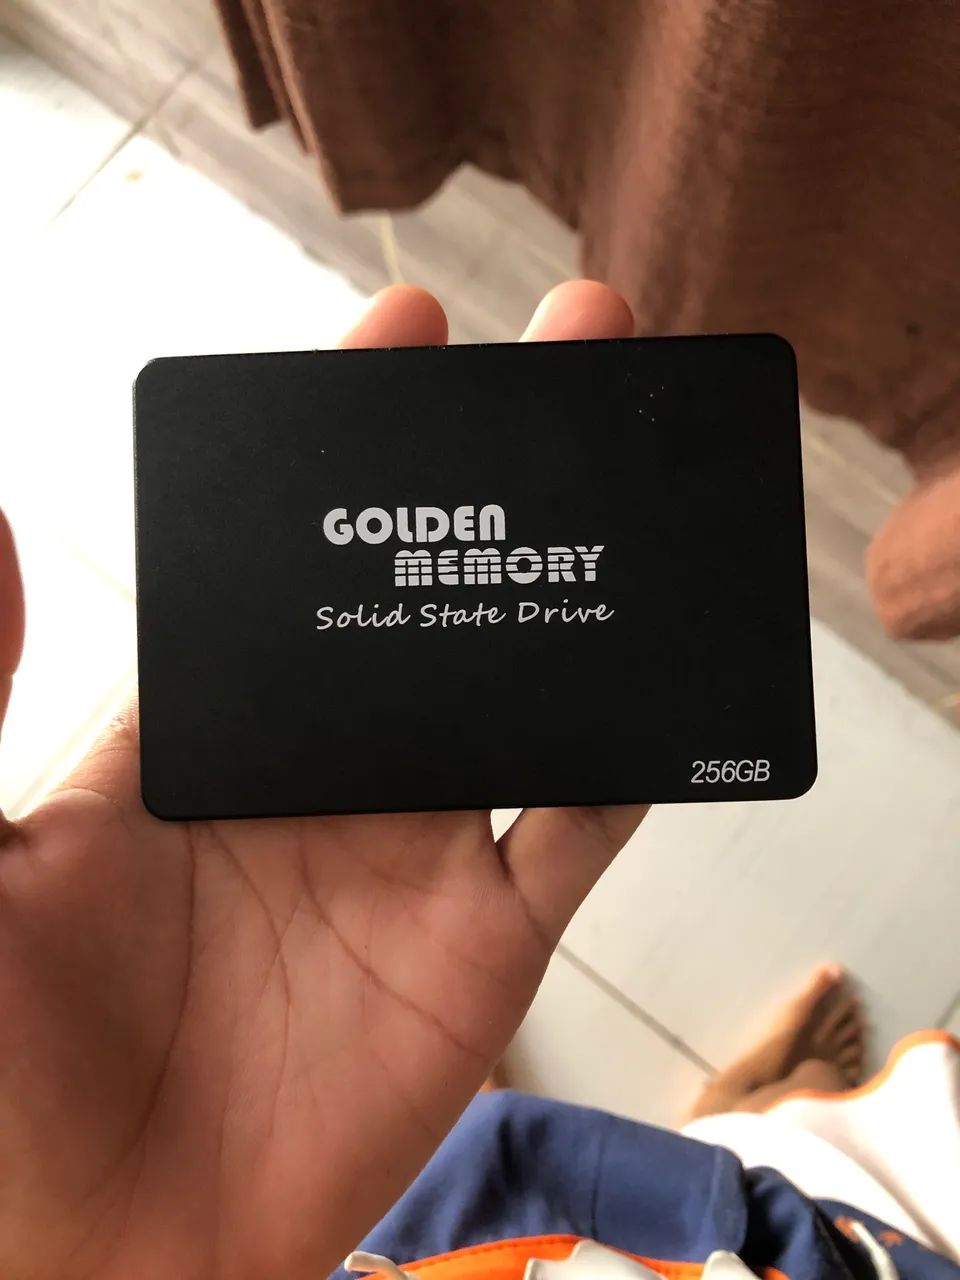 GOLDEN
MEMORY
Solid State Drive
256GB